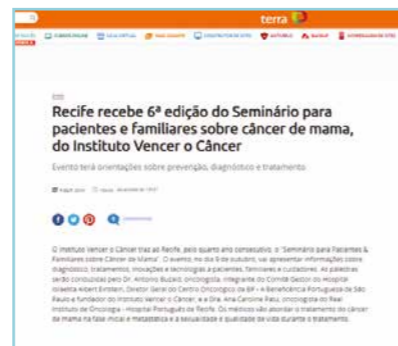 terra
Recife recebe 6ª edição do Seminário para
pacientes e familiares sobre câncer de mama,
do Instituto Vencer o Câncer
Evento terá orientações sobre prevenção, diagnóstico e tratamento
O Instituto Vencer o Câncer traz ao Recife, pelo quarto ano consecutivo, o "Seminário para Pacientes &
Familiares sobre Câncer de Mama". O evento, no dia 9 de outubro, vai apresentar informações sobre
diagnóstico, tratamentos, inovações e tecnologias a pacientes, familiares e cuidadores. As palestras
serão conduzidas pelo Dr. Antonio Buzaid, oncologista, integrante do Comitê Gestor do Hospital
Israelita Albert Einstein, Diretor Geral do Centro Oncológico da BP - A Beneficência Portuguesa de São
Paulo e fundador do Instituto Vencer o Câncer, e a Dra. Ana Caroline, oncologista do Real
Instituto de Oncologia - Hospital Português de Recife. Os médicos vão abordar o tratamento do câncer
da mama na fase inicial e metastática e a sexualidade e qualidade de vida durante o tratamento.